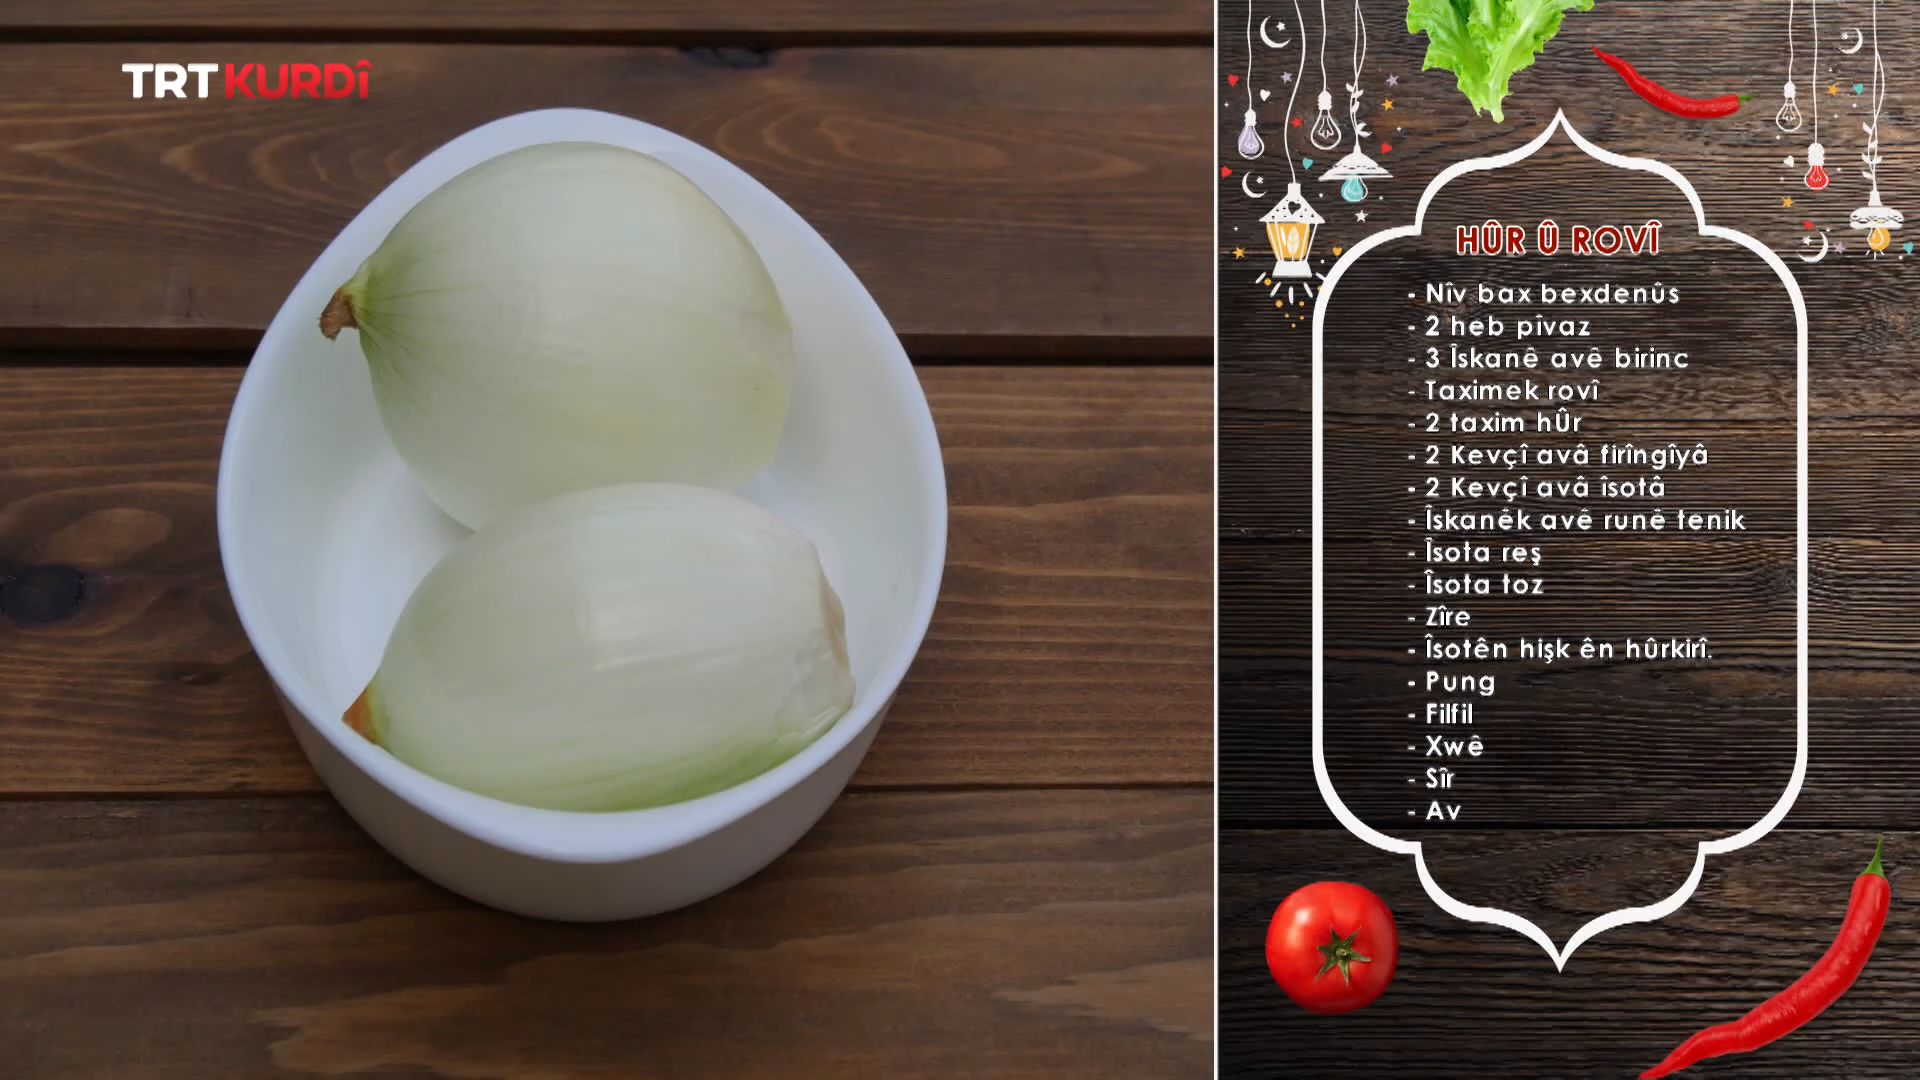 TRT KURDÎ
HÛR Û ROVÎ
- Nîv bax bexdenûs
- 2 heb pîvaz
- 3 Îskanê avê birinc
- Taximek rovî
- 2 taxim hÛr
- 2 Kevçî avâ firîngîyâ
- 2 Kevçî avâ îsotâ
- Îskanêk avê runê tenik
- Îsota reş
- Îsota toz
- Zîre
- Îsotên hişk ên hûrkirî.
- Pung
- Filfil
- Xwê
- Sîr
- Av